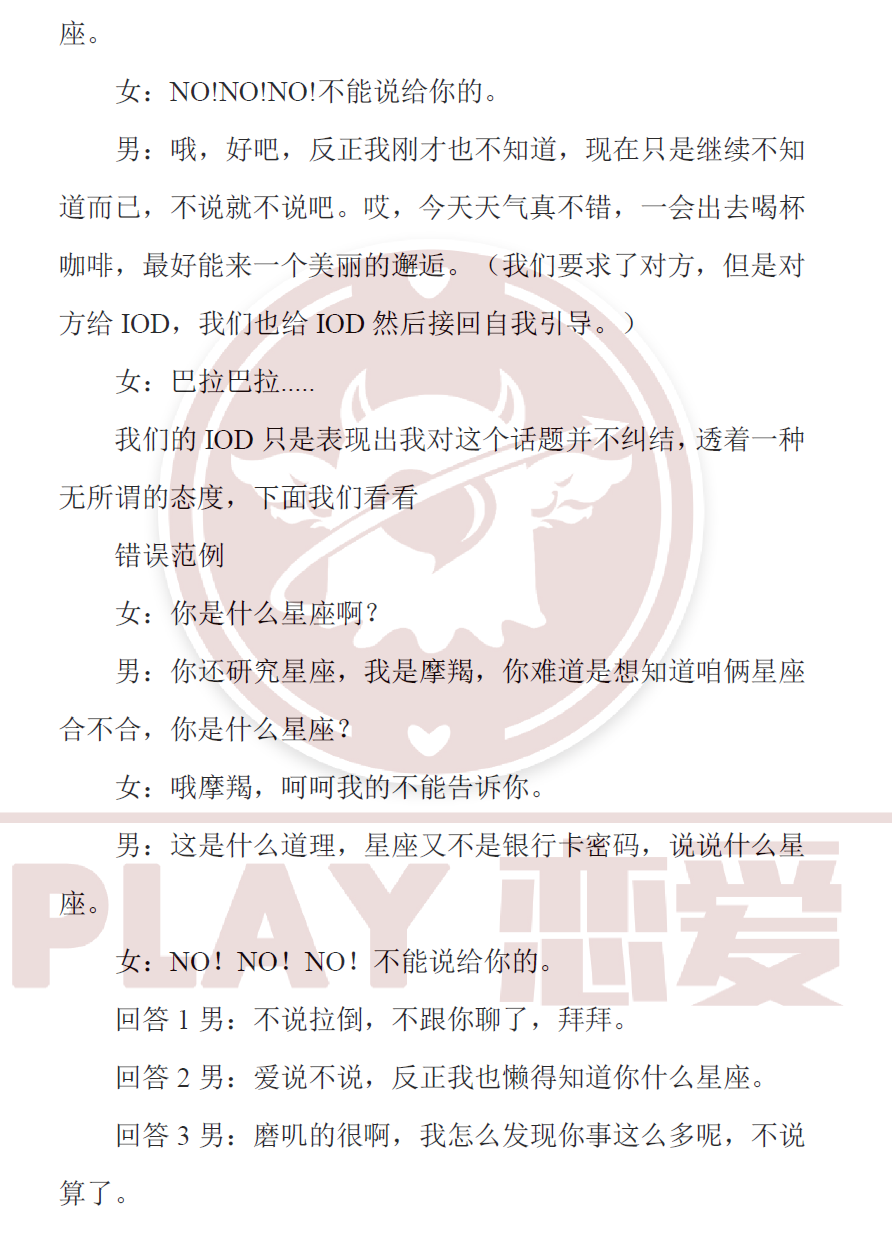 座。
女：NO!NO!NO!不能说给你的。
男：哦，好吧，反正我刚才也不知道，现在只是继续不知
道而已，不说就不说吧。哎，今天天气真不错，一会出去喝杯
咖啡，最好能来一个美丽的邂逅。（我们要求了对方，但是对
方给 IOD，我们也给 IOD 然后接回自我引导。）
女：巴拉巴拉.....
我们的 IOD 只是表现出我对这个话题并不纠结，透着一种
无所谓的态度，下面我们看看
错误范例
女：你是什么星座啊？
男：你还研究星座，我是摩羯，你难道是想知道咱俩星座
合不合，你是什么星座？
女：哦摩羯，呵呵我的不能告诉你。
男：这是什么道理，星座又不是银行卡密码，说说什么星
座。
PLAY 恋爱
女：NO！NO！NO！不能说给你的。
回答 1 男：不说拉倒，不跟你聊了，拜拜。
回答 2 男：爱说不说，反正我也懒得知道你什么星座。
回答 3 男：磨叽的很啊，我怎么发现你事这么多呢，不说
算了。